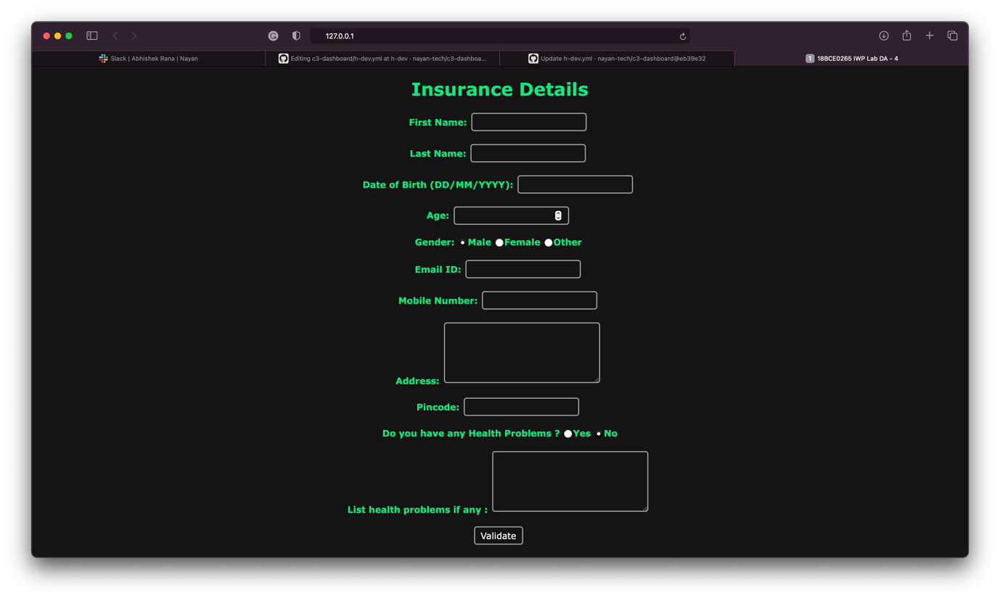 127.0.0.1
Slack | Abhishek Rana | Nayan
Editing c3-dashboard/h-dev.yml at h-dev · nayan-tech/c3-dashboa...
Update h-dev.yml · nayan-tech/c3-dashboard@eb39e32
1 18BCE0265 IWP Lab DA - 4
Insurance Details
First Name:
Last Name:
Date of Birth (DD/MM/YYYY):
Age:
Gender: Male Female Other
Email ID:
Mobile Number:
Address:
Pincode:
Do you have any Health Problems ? Yes No
List health problems if any :
Validate